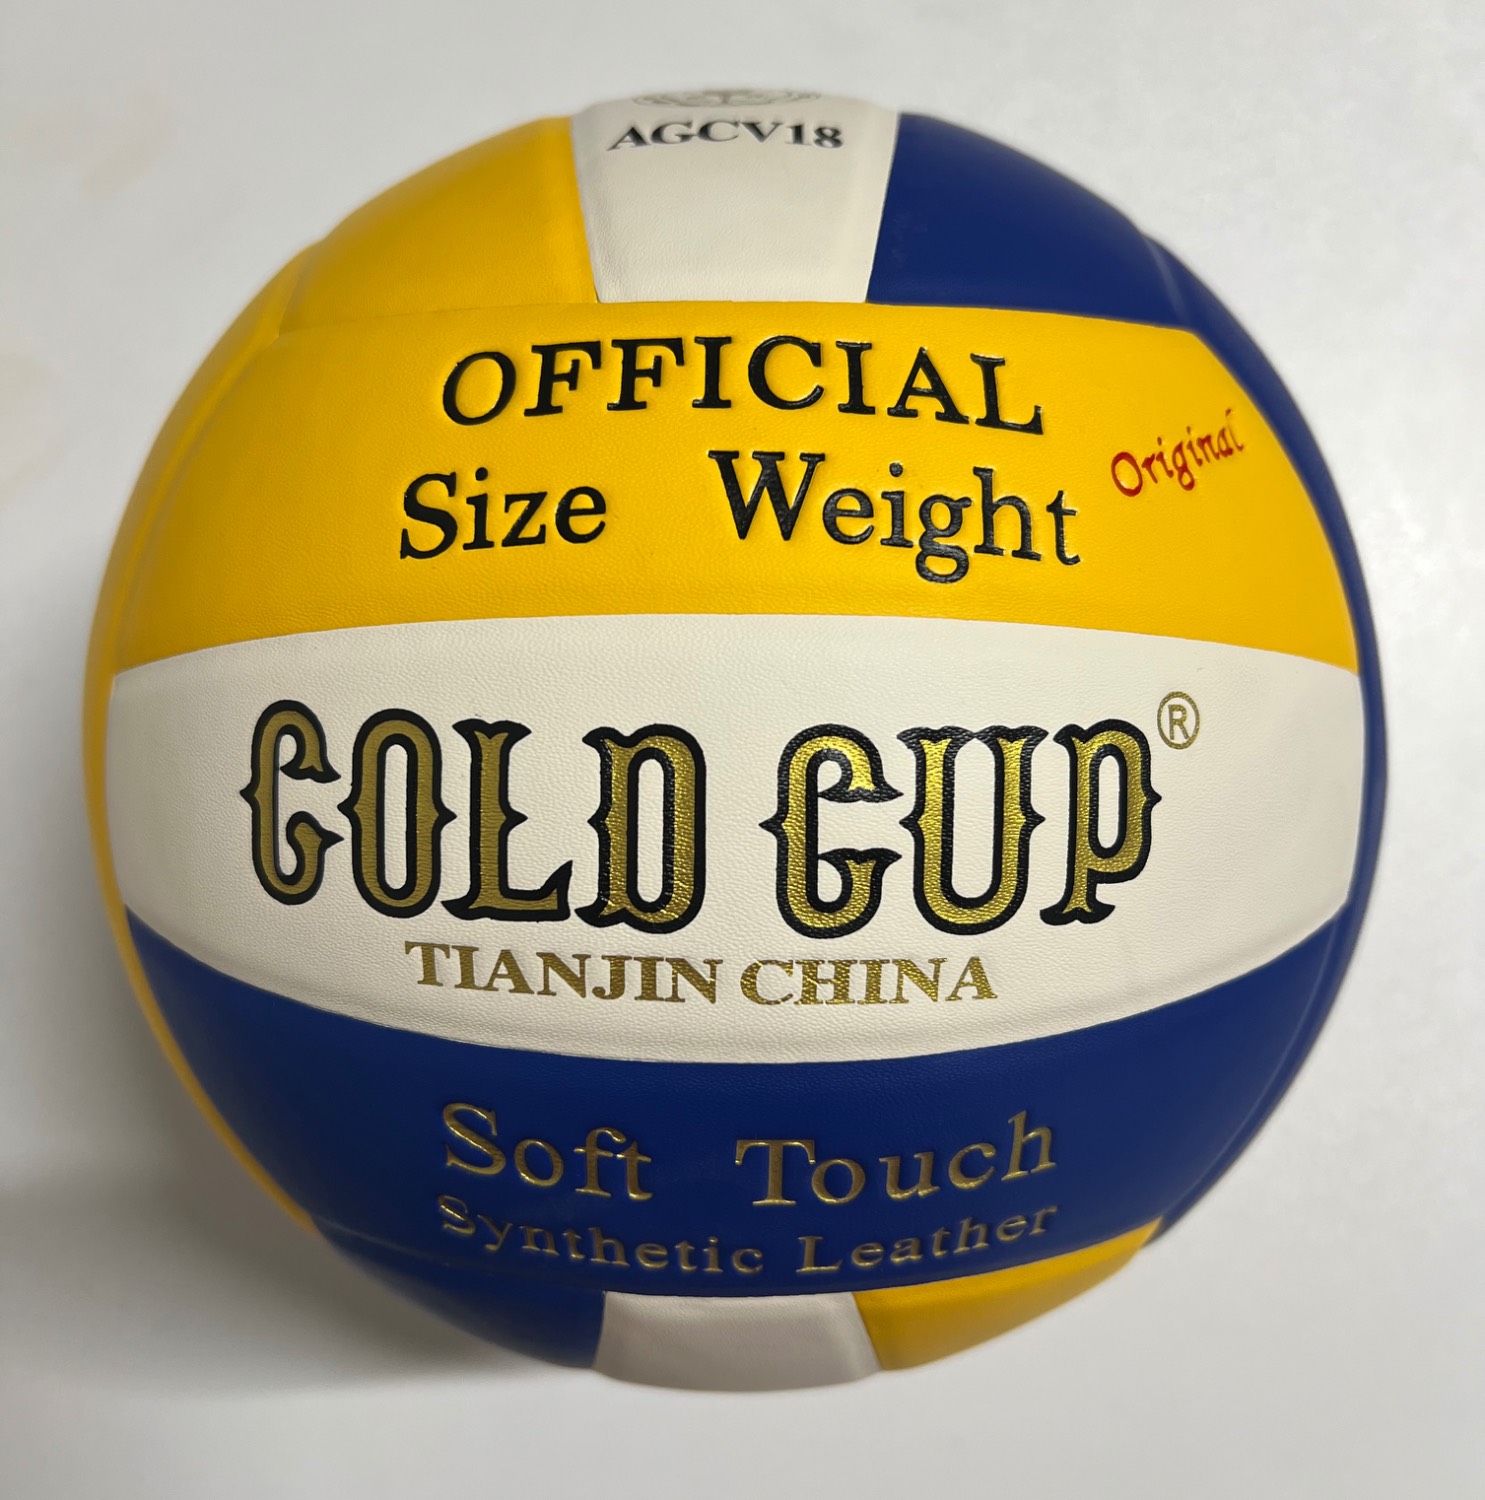 AGCV18
OFFICIAL
Size Weight
Original
GOLD CUP®
TIANJIN CHINA
Soft Touch
Synthetic Leather